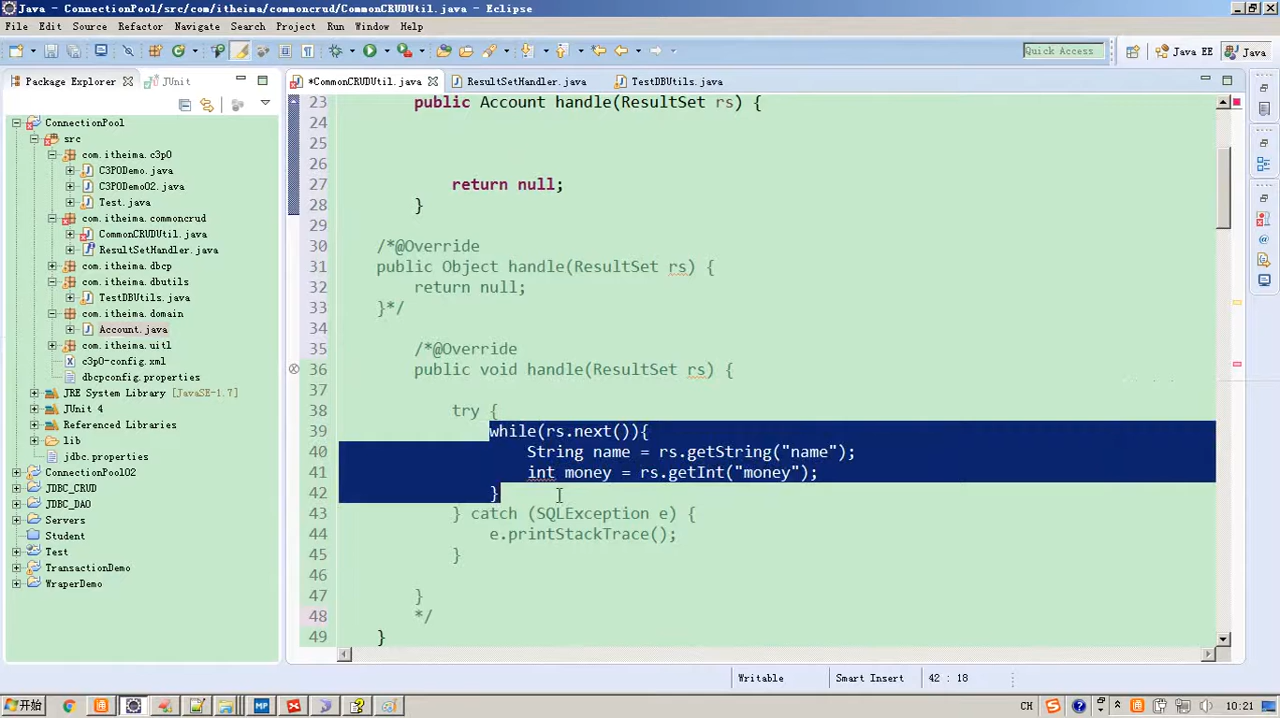 Java - ConnectionPool/src/com/itheima/commoncrud/CommonCRUDUtil.java - Eclipse
File Edit Source Refactor Navigate Search Project Run Window Help
Quick Access
Java EE
Java
Package Explorer
JUnit
*CommonCRUDUtil.java
ResultSetHandler.java
TestDBUtils.java
ConnectionPool
src
com.itheima.c3p0
C3PODemo.java
C3PODemo02.java
Test.java
com.itheima.commoncrud
CommonCRUDUtil.java
ResultSetHandler.java
com.itheima.dbcp
com.itheima.dbutils
TestDBUtils.java
com.itheima.domain
Account.java
com.itheima.uitl
c3p0-config.xml
dbcpconfig.properties
JRE System Library [JavaSE-1.7]
JUnit 4
Referenced Libraries
lib
jdbc.properties
ConnectionPool02
JDBC_CRUD
JDBC_DAO
Servers
Student
Test
TransactionDemo
WraperDemo
23 public Account handle(ResultSet rs) {
24
25
26
27 return null;
28 }
29
30 /*@Override
31 public Object handle(ResultSet rs) {
32 return null;
33 }*/
34
35 /*@Override
36 public void handle(ResultSet rs) {
37
38 try {
39 while(rs.next()){
40 String name = rs.getString("name");
41 int money = rs.getInt("money");
42 }
43 } catch (SQLException e) {
44 e.printStackTrace();
45 }
46
47 }
48 */
49 }
Writable
Smart Insert
42 : 18
开始
CH
10:21